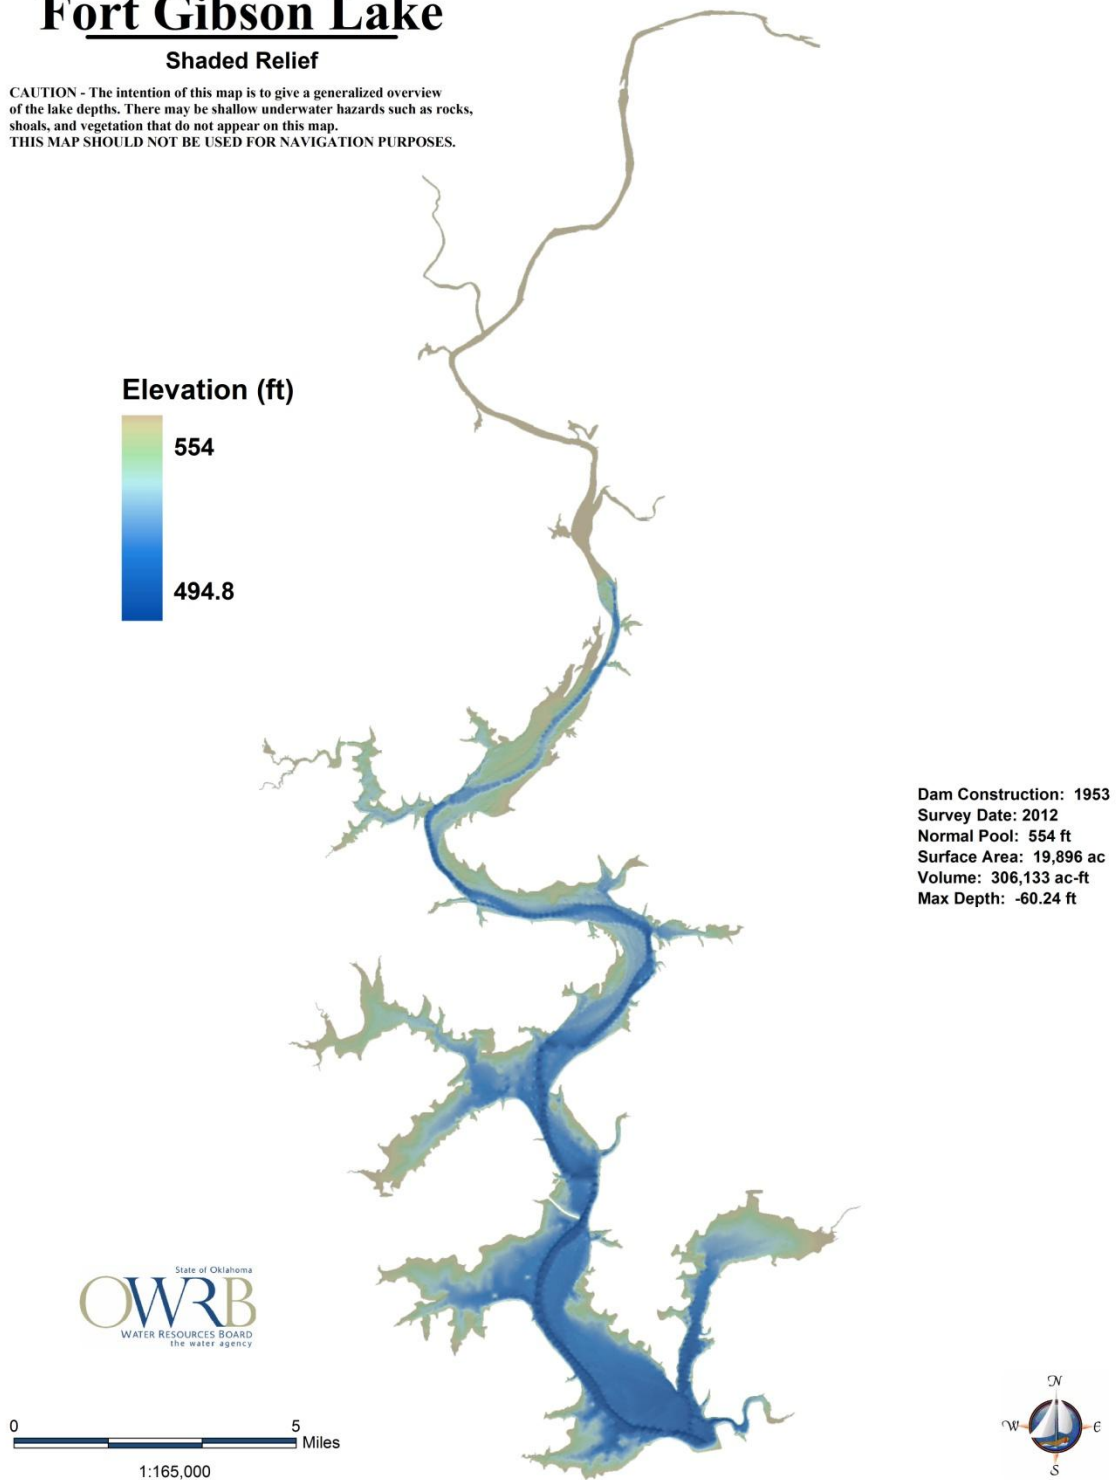 Fort Gibson Lake
Shaded Relief
CAUTION - The intention of this map is to give a generalized overview
of the lake depths. There may be shallow underwater hazards such as rocks,
shoals, and vegetation that do not appear on this map.
THIS MAP SHOULD NOT BE USED FOR NAVIGATION PURPOSES.
Elevation (ft)
554
494.8
Dam Construction: 1953
Survey Date: 2012
Normal Pool: 554 ft
Surface Area: 19,896 ac
Volume: 306,133 ac-ft
Max Depth: -60.24 ft
State of Oklahoma
OWRB
WATER RESOURCES BOARD
the water agency
0 5
Miles
1:165,000
N
W E
S